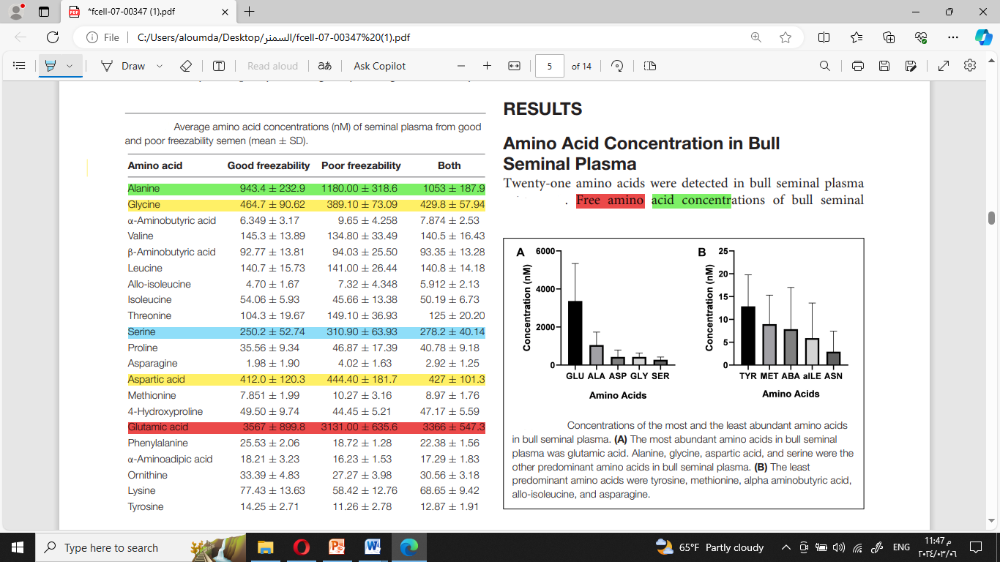 *fcell-07-00347 (1).pdf
File C:/Users/aloumda/Desktop/السمنز/fcell-07-00347%20(1).pdf
Draw Read aloud aあ Ask Copilot 5 of 14
RESULTS
Average amino acid concentrations (nM) of seminal plasma from good
and poor freezability semen (mean ± SD).
Amino acid Good freezability Poor freezability Both
Alanine 943.4 ± 232.9 1180.00 ± 318.6 1053 ± 187.9
Glycine 464.7 ± 90.62 389.10 ± 73.09 429.8 ± 57.94
α-Aminobutyric acid 6.349 ± 3.17 9.65 ± 4.258 7.874 ± 2.53
Valine 145.3 ± 13.89 134.80 ± 33.49 140.5 ± 16.43
β-Aminobutyric acid 92.77 ± 13.81 94.03 ± 25.50 93.35 ± 13.28
Leucine 140.7 ± 15.73 141.00 ± 26.44 140.8 ± 14.18
Allo-isoleucine 4.70 ± 1.67 7.32 ± 4.348 5.912 ± 2.13
Isoleucine 54.06 ± 5.93 45.66 ± 13.38 50.19 ± 6.73
Threonine 104.3 ± 19.67 149.10 ± 36.93 125 ± 20.20
Serine 250.2 ± 52.74 310.90 ± 63.93 278.2 ± 40.14
Proline 35.56 ± 9.34 46.87 ± 17.39 40.78 ± 9.18
Asparagine 1.98 ± 1.90 4.02 ± 1.63 2.92 ± 1.25
Aspartic acid 412.0 ± 120.3 444.40 ± 181.7 427 ± 101.3
Methionine 7.851 ± 1.99 10.27 ± 3.16 8.97 ± 1.76
4-Hydroxyproline 49.50 ± 9.74 44.45 ± 5.21 47.17 ± 5.59
Glutamic acid 3567 ± 899.8 3131.00 ± 635.6 3366 ± 547.3
Phenylalanine 25.53 ± 2.06 18.72 ± 1.28 22.38 ± 1.56
α-Aminoadipic acid 18.21 ± 3.23 16.23 ± 1.53 17.29 ± 1.83
Ornithine 33.39 ± 4.83 27.27 ± 3.98 30.56 ± 3.18
Lysine 77.43 ± 13.63 58.42 ± 12.76 68.65 ± 9.42
Tyrosine 14.25 ± 2.71 11.26 ± 2.78 12.87 ± 1.91
Amino Acid Concentration in Bull
Seminal Plasma
Twenty-one amino acids were detected in bull seminal plasma
. Free amino acid concentrations of bull seminal
A
Concentration (nM)
6000
4000
2000
0
GLU ALA ASP GLY SER
Amino Acids
B
Concentration (nM)
25
20
15
10
5
0
TYR MET ABA alLE ASN
Amino Acids
Concentrations of the most and the least abundant amino acids
in bull seminal plasma. (A) The most abundant amino acids in bull seminal
plasma was glutamic acid. Alanine, glycine, aspartic acid, and serine were the
other predominant amino acids in bull seminal plasma. (B) The least
predominant amino acids were tyrosine, methionine, alpha aminobutyric acid,
allo-isoleucine, and asparagine.
Type here to search
65°F Partly cloudy
ENG
11:47 م
٢٠٢٤/٠٣/٠٦